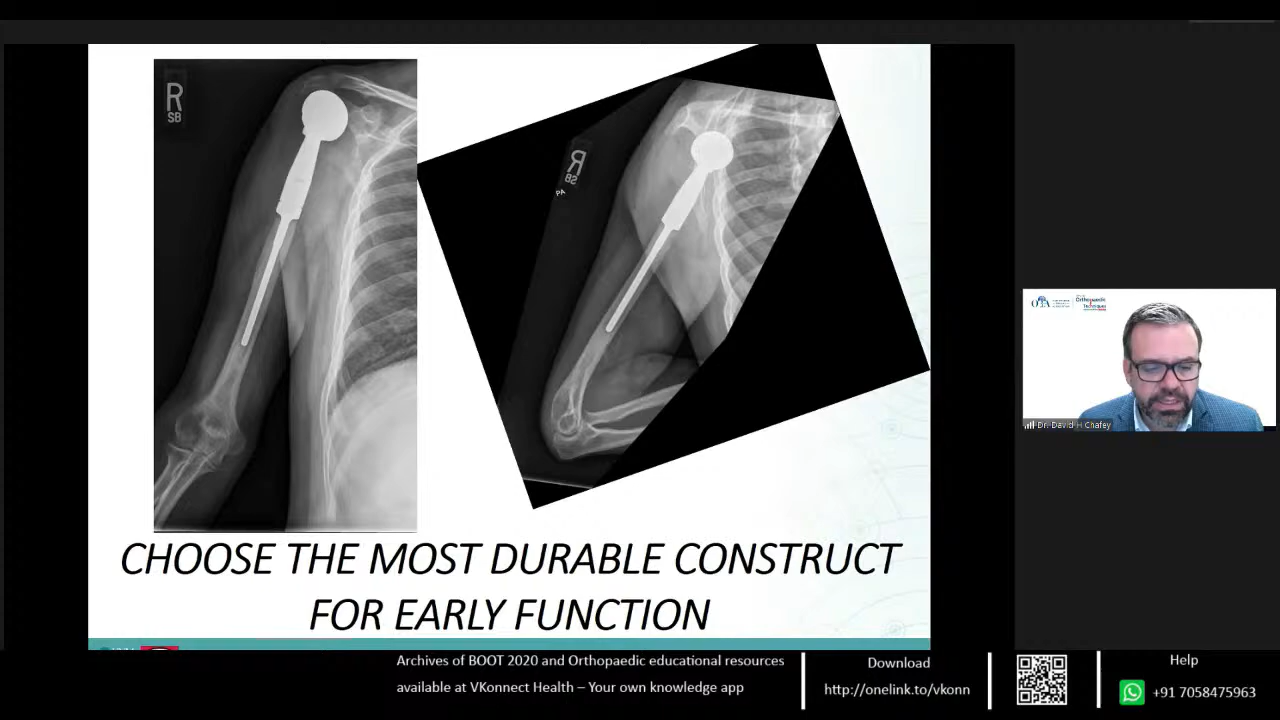 R
SB
R
SB
PA
CHOOSE THE MOST DURABLE CONSTRUCT
FOR EARLY FUNCTION
Orthopaedic
Techniques
Dr. David H Chafey
Archives of BOOT 2020 and Orthopaedic educational resources
available at VKonnect Health – Your own knowledge app
Download
http://onelink.to/vkonn
Help
+91 7058475963